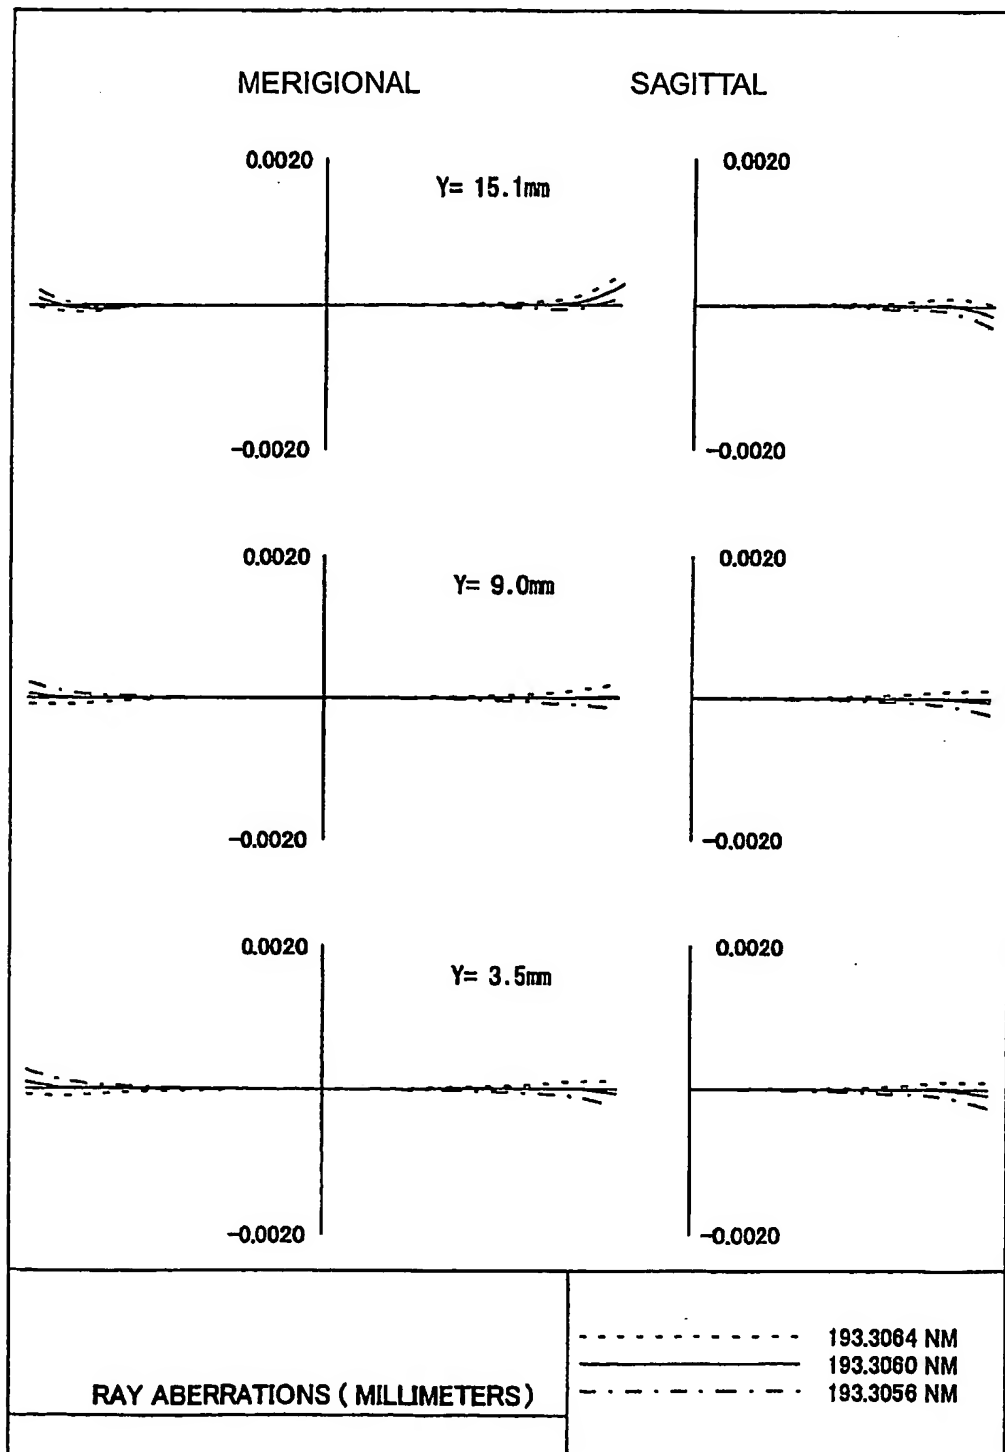 MERIGIONAL SAGITTAL
0.0020 0.0020
Y= 15.1mm
-0.0020 -0.0020
0.0020 0.0020
Y= 9.0mm
-0.0020 -0.0020
0.0020 0.0020
Y= 3.5mm
-0.0020 -0.0020
193.3064 NM
193.3060 NM
193.3056 NM
RAY ABERRATIONS ( MILLIMETERS )